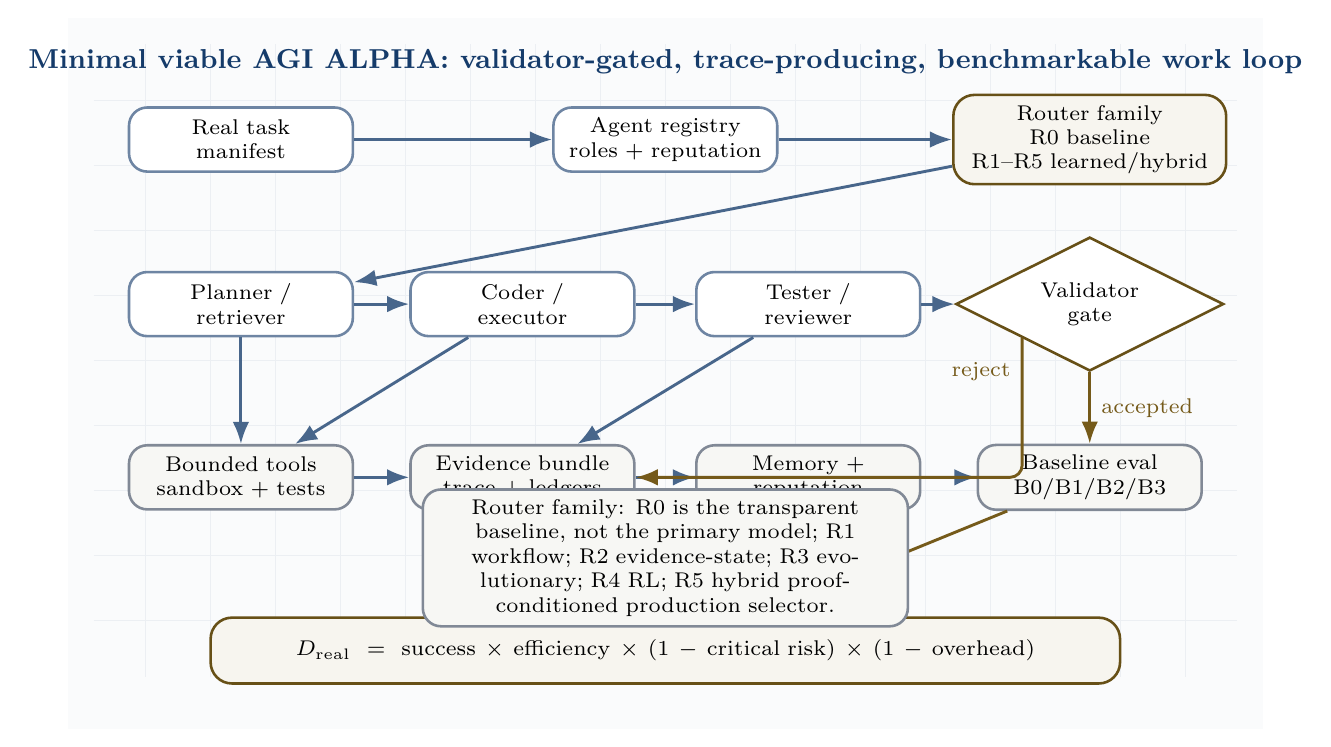 Minimal viable AGI ALPHA: validator-gated, trace-producing, benchmarkable work loop
Real task
manifest
Agent registry
roles + reputation
Router family
R0 baseline
R1–R5 learned/hybrid
Planner /
retriever
Coder /
executor
Tester /
reviewer
Validator
gate
reject
accepted
Bounded tools
sandbox + tests
Evidence bundle
trace + ledgers
Memory +
reputation
Baseline eval
B0/B1/B2/B3
Router family: R0 is the transparent
baseline, not the primary model; R1
workflow; R2 evidence-state; R3 evo-
lutionary; R4 RL; R5 hybrid proof-
conditioned production selector.
D_real = success × efficiency × (1 − critical risk) × (1 − overhead)